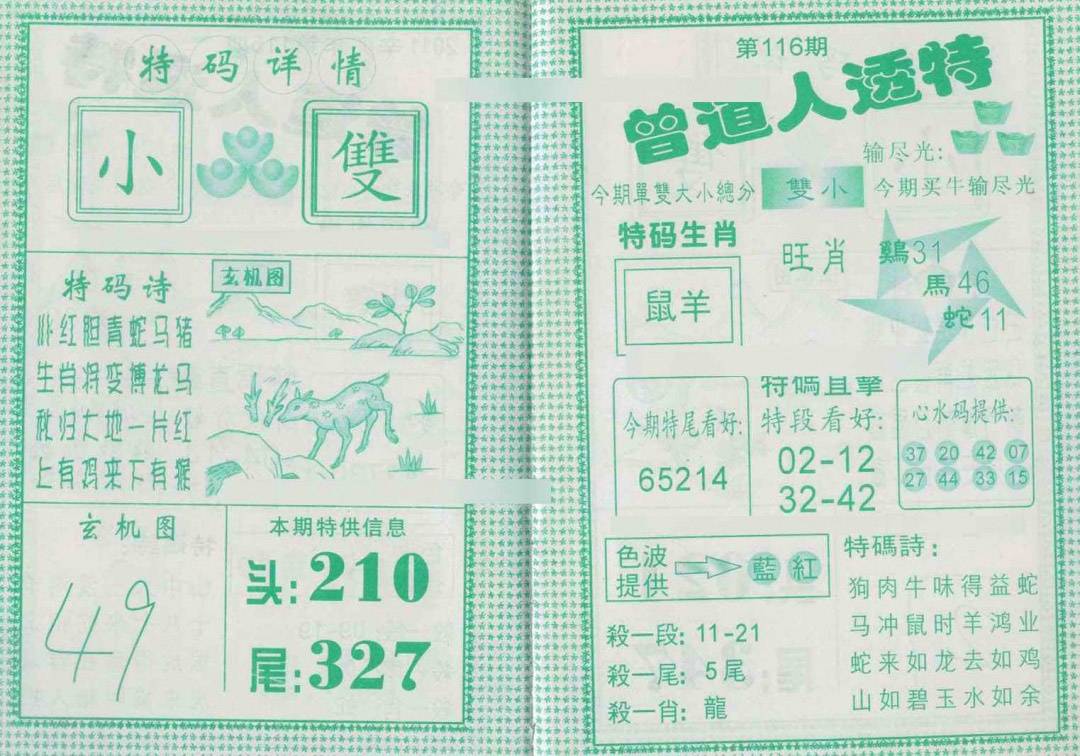 特码详情
小 雙
特码诗
玄机图
红胆青蛇马猪
生肖将变博龙马
秋归大地一片红
上有鸡来下有猴
玄机图
49
本期特供信息
头:210
尾:327
第116期
曾道人透特
输尽光:
今期單雙大小總分 雙小 今期买牛输尽光
特码生肖
鼠羊
旺肖
鷄31
馬46
蛇11
今期特尾看好:
65214
特碼直擊
特段看好:
02-12
32-42
心水码提供:
37 20 42 07
27 44 33 15
色波
提供
藍 紅
殺一段: 11-21
殺一尾: 5尾
殺一肖: 龍
特碼詩:
狗肉牛味得益蛇
马冲鼠时羊鸿业
蛇来如龙去如鸡
山如碧玉水如余